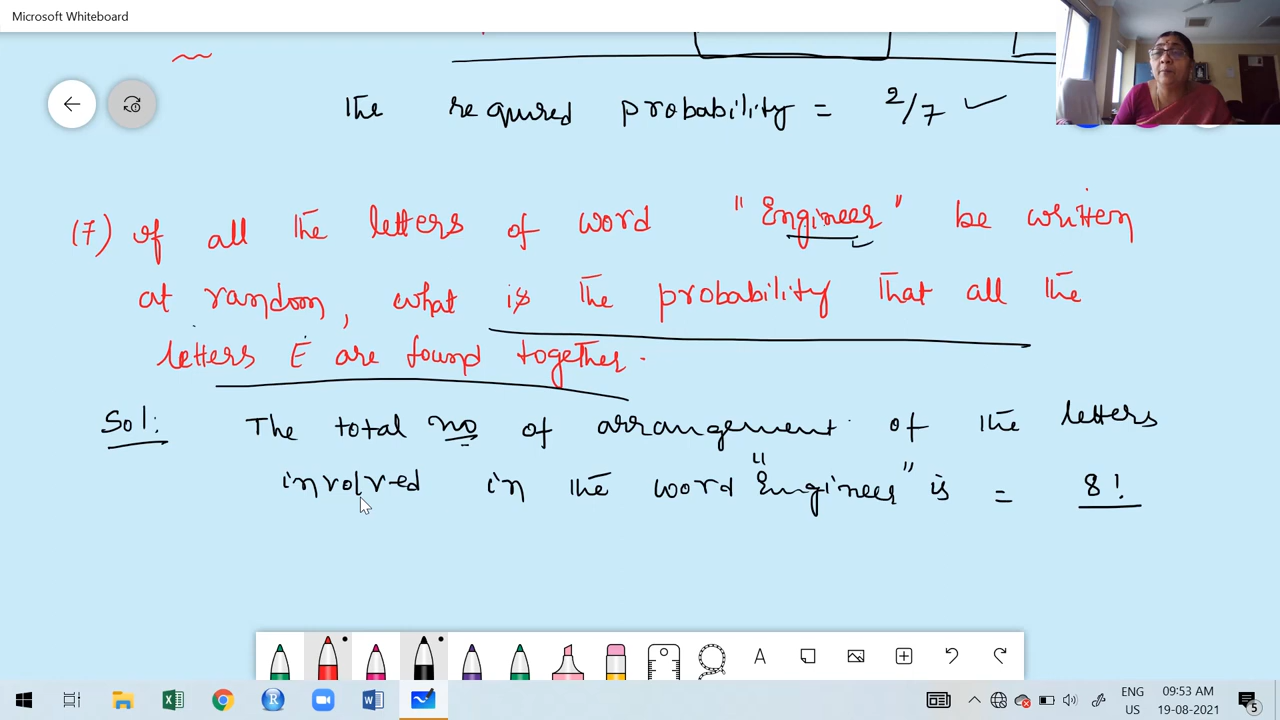 Microsoft Whiteboard
The required probability = 2/7 ✓
(7) If all the letters of word "Engineer" be written
at random, what is the probability that all the
letters E are found together.
Sol: The total no of arrangement of the letters
involved in the word "Engineer" is = 8!
A
ENG
US
09:53 AM
19-08-2021
5